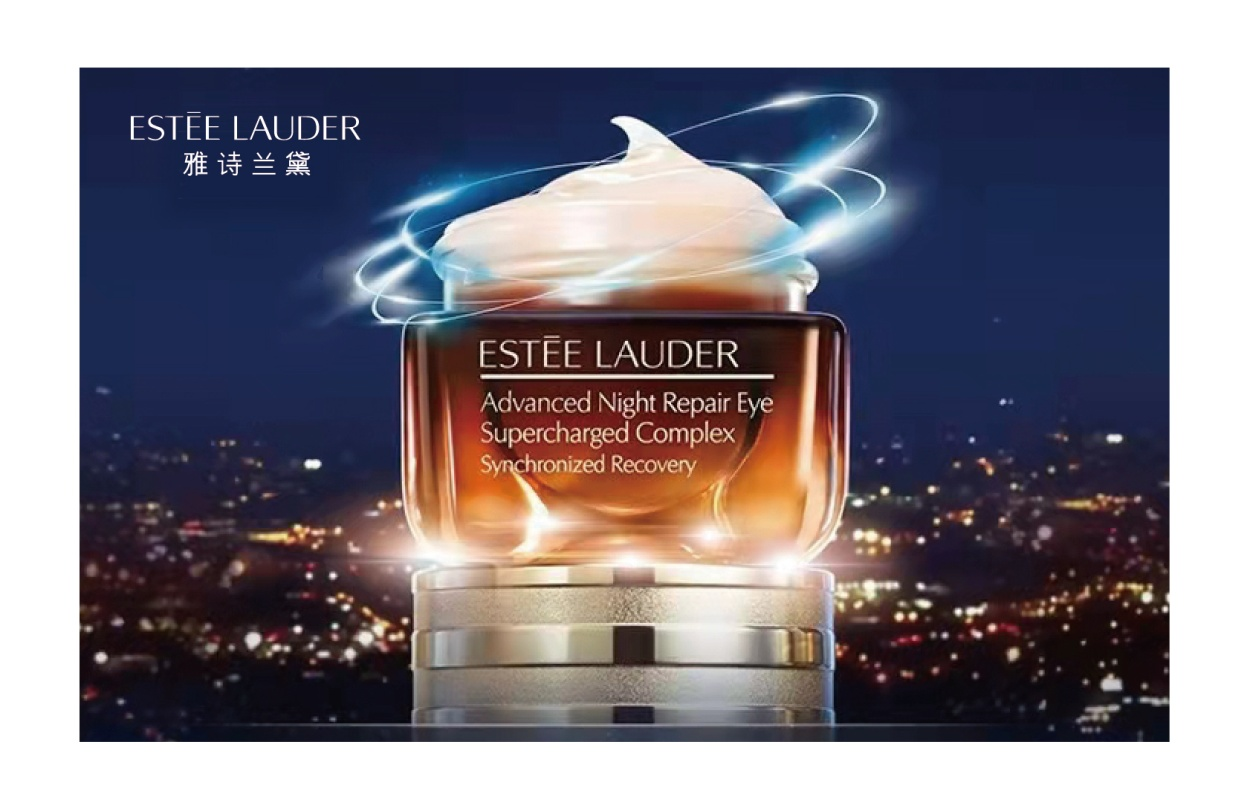 ESTĒE LAUDER
雅诗兰黛
ESTĒE LAUDER
Advanced Night Repair Eye
Supercharged Complex
Synchronized Recovery